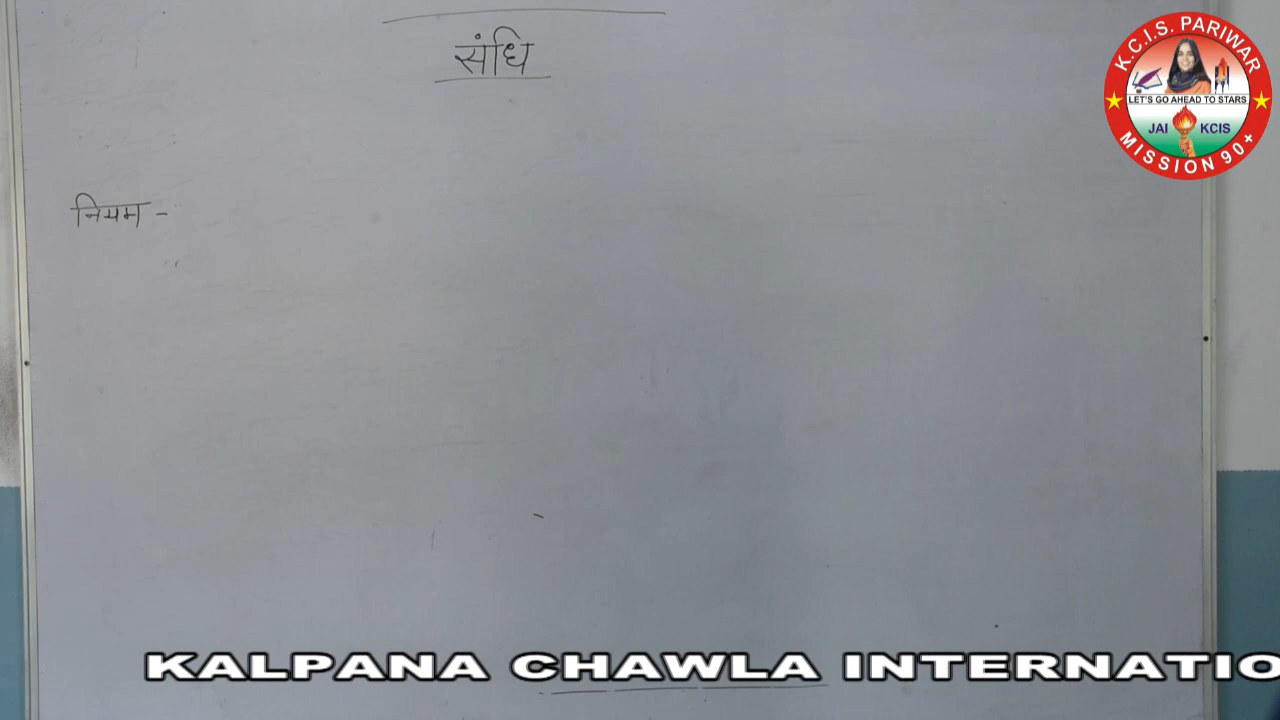 संधि
K.C.I.S. PARIWAR
LET'S GO AHEAD TO STARS
JAI KCIS
MISSION 90+
नियम -
KALPANA CHAWLA INTERNATIO